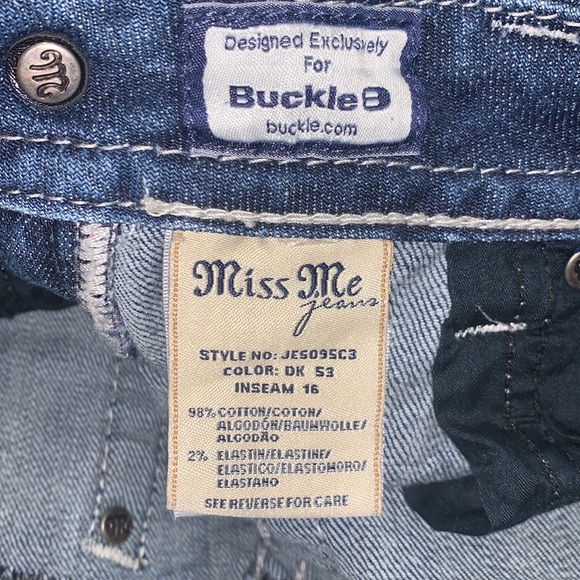 Designed Exclusively
For
Buckle B
buckle.com
M
Miss Me
jeans
STYLE NO: JE5095C3
COLOR: DK 53
INSEAM 16
98% COTTON/COTON/
ALGODÓN/BAUMWOLLE/
ALGODÃO
2% ELASTIN/ELASTINE/
ELASTICO/ELASTOMORO/
ELASTANO
SEE REVERSE FOR CARE